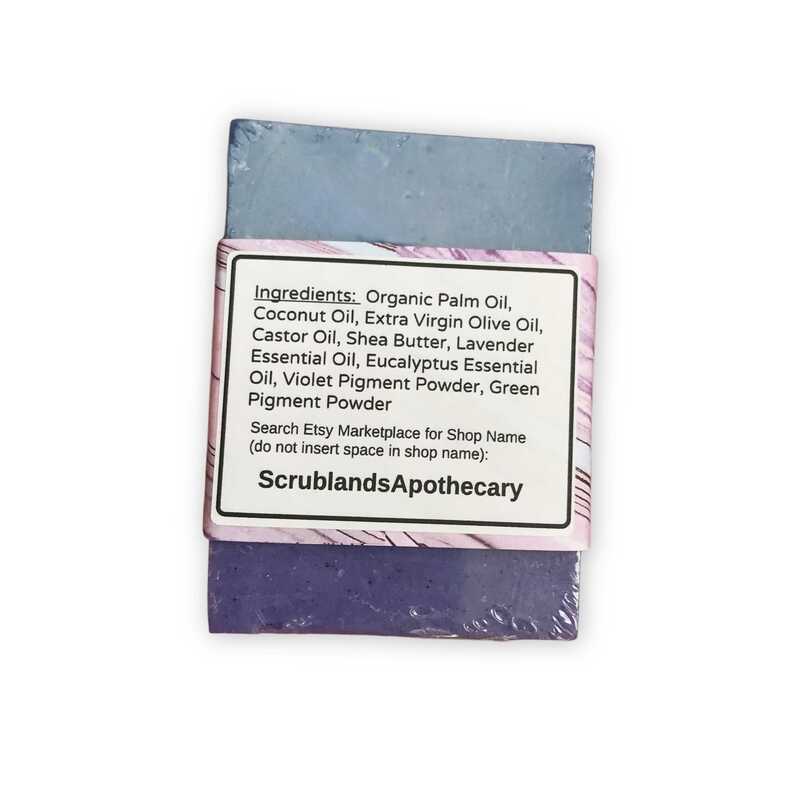 Ingredients: Organic Palm Oil,
Coconut Oil, Extra Virgin Olive Oil,
Castor Oil, Shea Butter, Lavender
Essential Oil, Eucalyptus Essential
Oil, Violet Pigment Powder, Green
Pigment Powder
Search Etsy Marketplace for Shop Name
(do not insert space in shop name):
ScrublandsApothecary